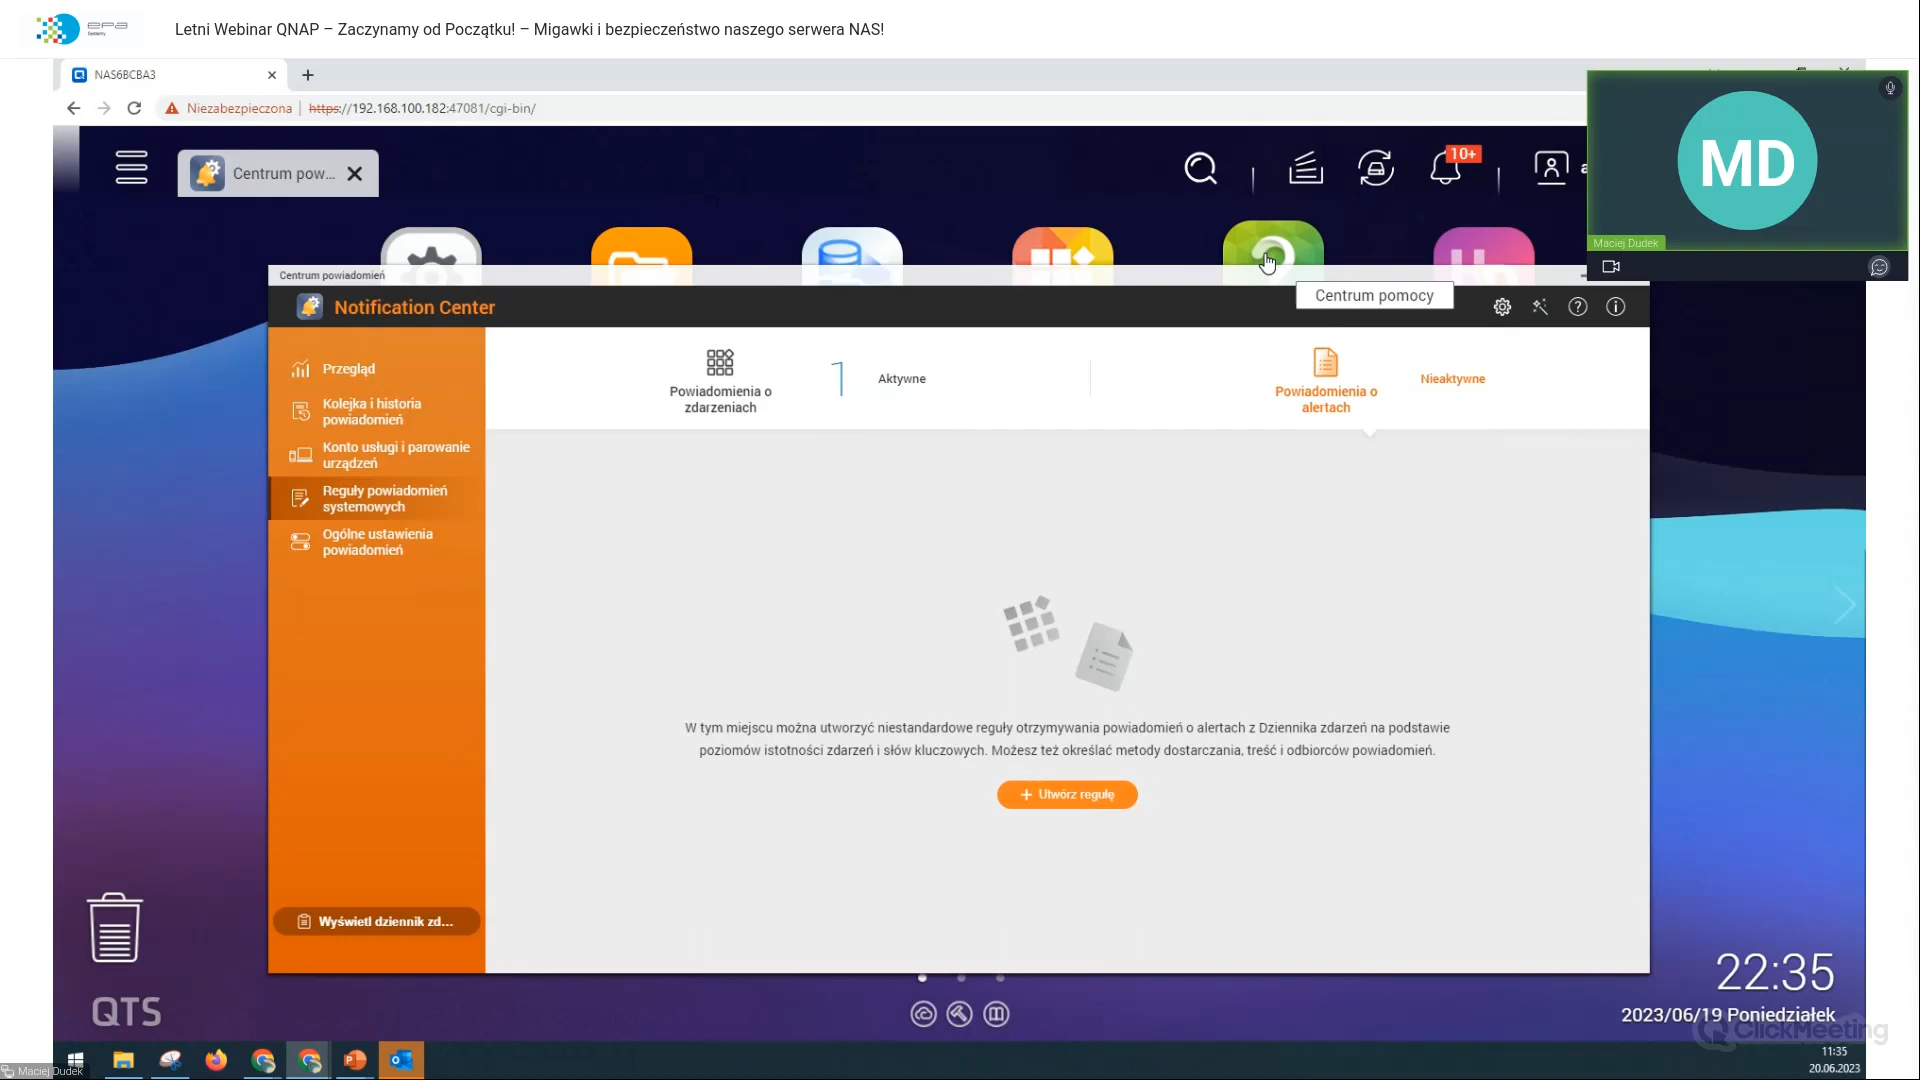 epa
Systemy
Letni Webinar QNAP – Zaczynamy od Początku! – Migawki i bezpieczeństwo naszego serwera NAS!
NAS6BCBA3
Niezabezpieczona
https://192.168.100.182:47081/cgi-bin/
Centrum pow...
10+
a
MD
Maciej Dudek
Centrum powiadomień
Centrum pomocy
Notification Center
Przegląd
Kolejka i historia
powiadomień
Konto usługi i parowanie
urządzeń
Reguły powiadomień
systemowych
Ogólne ustawienia
powiadomień
Wyświetl dziennik zd...
Powiadomienia o
zdarzeniach
1
Aktywne
Powiadomienia o
alertach
Nieaktywne
W tym miejscu można utworzyć niestandardowe reguły otrzymywania powiadomień o alertach z Dziennika zdarzeń na podstawie
poziomów istotności zdarzeń i słów kluczowych. Możesz też określać metody dostarczania, treść i odbiorców powiadomień.
+ Utwórz regułę
QTS
22:35
2023/06/19 Poniedziałek
ClickMeeting
11:35
20.06.2023
Maciej Dudek